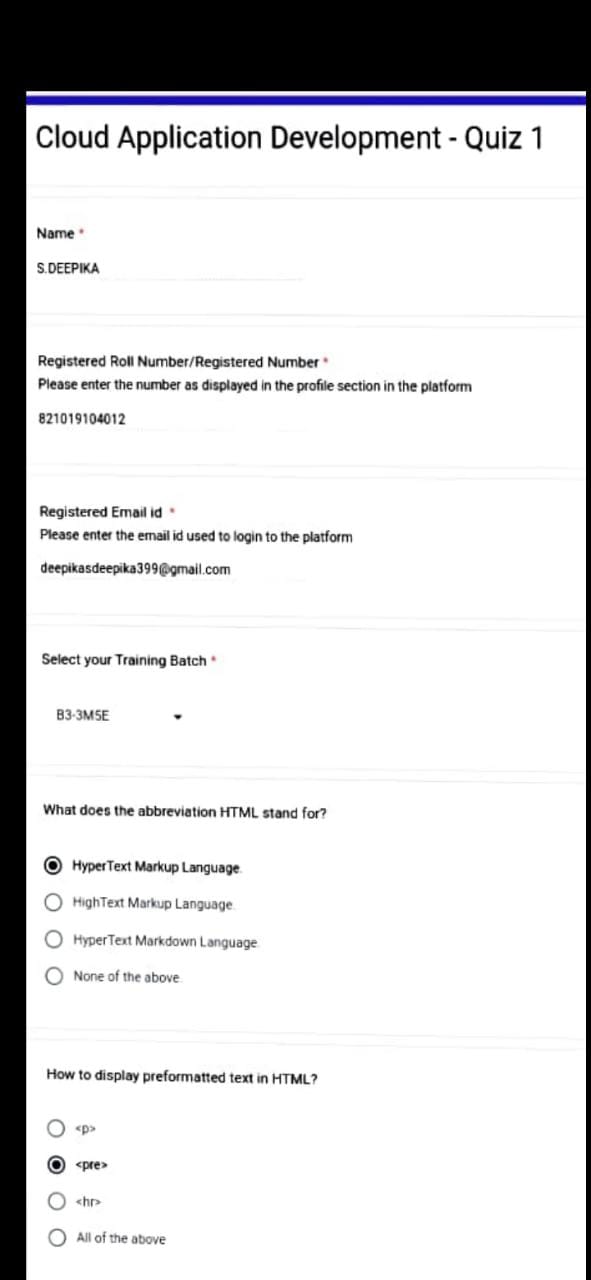 Cloud Application Development - Quiz 1
Name *
S.DEEPIKA
Registered Roll Number/Registered Number *
Please enter the number as displayed in the profile section in the platform
821019104012
Registered Email id *
Please enter the email id used to login to the platform
deepikasdeepika399@gmail.com
Select your Training Batch *
B3-3M5E
What does the abbreviation HTML stand for?
HyperText Markup Language.
HighText Markup Language.
HyperText Markdown Language.
None of the above.
How to display preformatted text in HTML?
<p>
<pre>
<hr>
All of the above